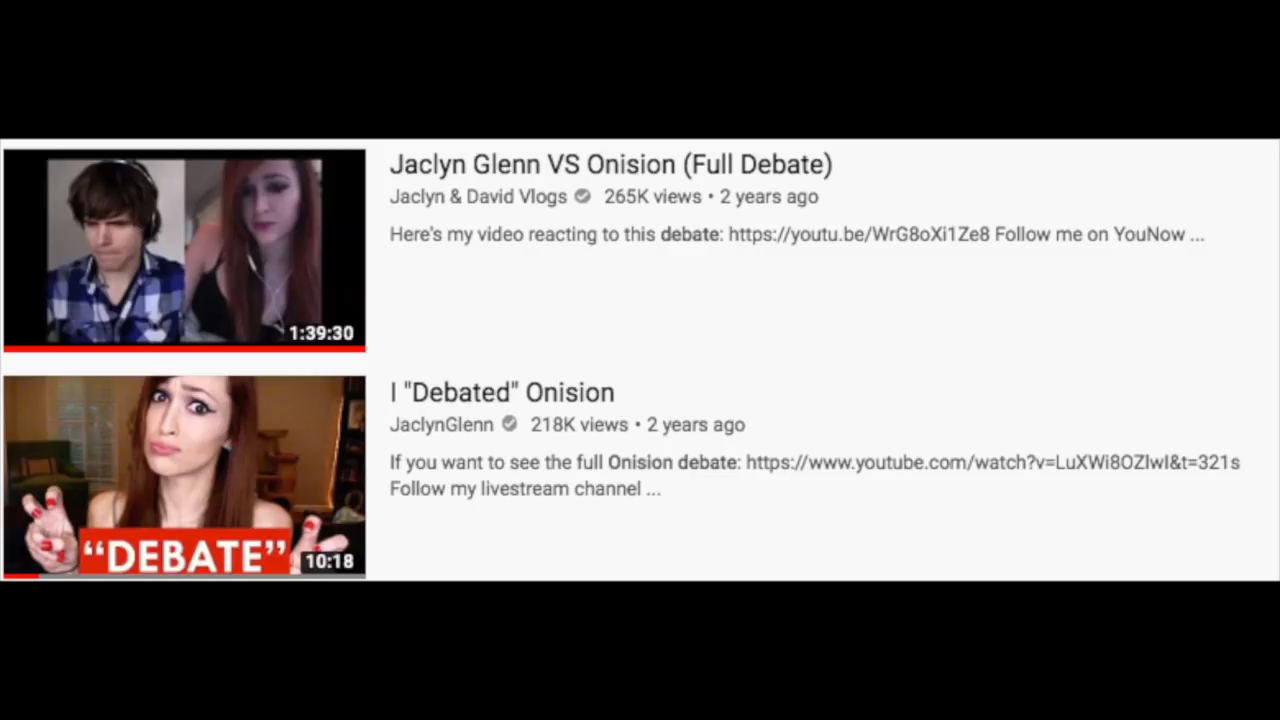 Jaclyn Glenn VS Onision (Full Debate)
Jaclyn & David Vlogs 265K views • 2 years ago
Here's my video reacting to this debate: https://youtu.be/WrG8oXi1Ze8 Follow me on YouNow ...
1:39:30
I "Debated" Onision
JaclynGlenn 218K views • 2 years ago
If you want to see the full Onision debate: https://www.youtube.com/watch?v=LuXWi8OZlwI&t=321s
Follow my livestream channel ...
“DEBATE”
10:18